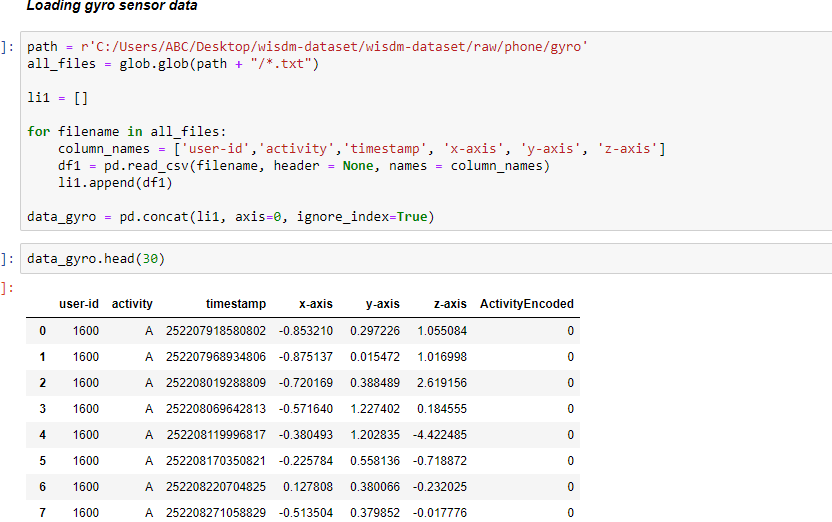 Loading gyro sensor data
]: path = r'C:/Users/ABC/Desktop/wisdm-dataset/wisdm-dataset/raw/phone/gyro'
all_files = glob.glob(path + "/*.txt")
li1 = []
for filename in all_files:
column_names = ['user-id','activity','timestamp', 'x-axis', 'y-axis', 'z-axis']
df1 = pd.read_csv(filename, header = None, names = column_names)
li1.append(df1)
data_gyro = pd.concat(li1, axis=0, ignore_index=True)
]: data_gyro.head(30)
]:
user-id activity timestamp x-axis y-axis z-axis ActivityEncoded
0 1600 A 252207918580802 -0.853210 0.297226 1.055084 0
1 1600 A 252207968934806 -0.875137 0.015472 1.016998 0
2 1600 A 252208019288809 -0.720169 0.388489 2.619156 0
3 1600 A 252208069642813 -0.571640 1.227402 0.184555 0
4 1600 A 252208119996817 -0.380493 1.202835 -4.422485 0
5 1600 A 252208170350821 -0.225784 0.558136 -0.718872 0
6 1600 A 252208220704825 0.127808 0.380066 -0.232025 0
7 1600 A 252208271058829 -0.513504 0.379852 -0.017776 0